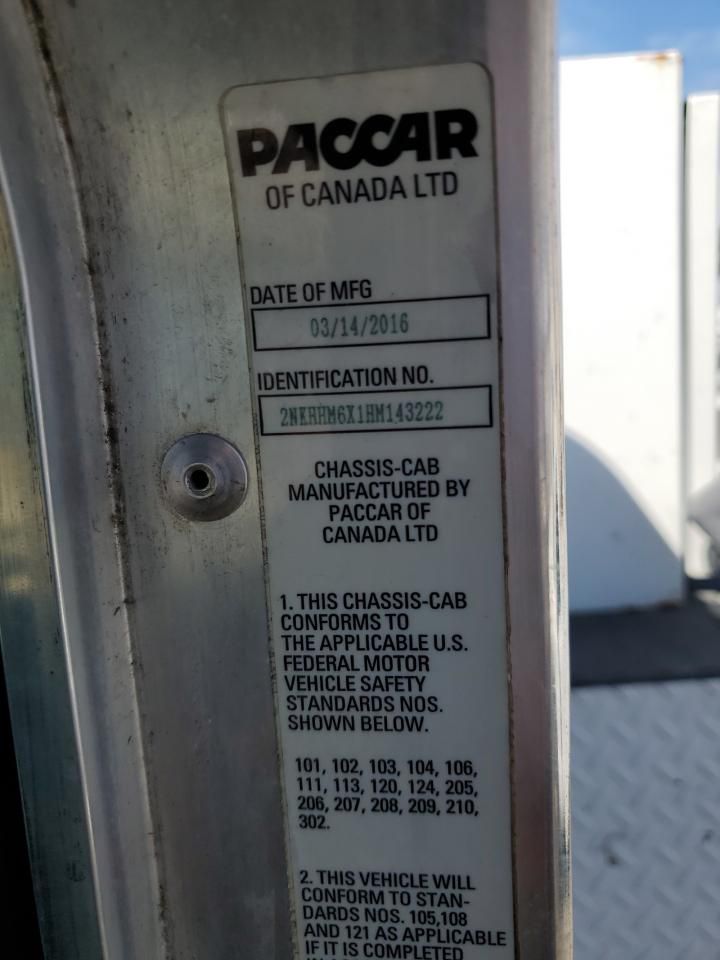 PACCAR
OF CANADA LTD
DATE OF MFG
03/14/2016
IDENTIFICATION NO.
2NKHHM6X1HM143222
CHASSIS-CAB
MANUFACTURED BY
PACCAR OF
CANADA LTD
1. THIS CHASSIS-CAB
CONFORMS TO
THE APPLICABLE U.S.
FEDERAL MOTOR
VEHICLE SAFETY
STANDARDS NOS.
SHOWN BELOW.
101, 102, 103, 104, 106,
111, 113, 120, 124, 205,
206, 207, 208, 209, 210,
302.
2. THIS VEHICLE WILL
CONFORM TO STAN-
DARDS NOS. 105,108
AND 121 AS APPLICABLE
IF IT IS COMPLETED